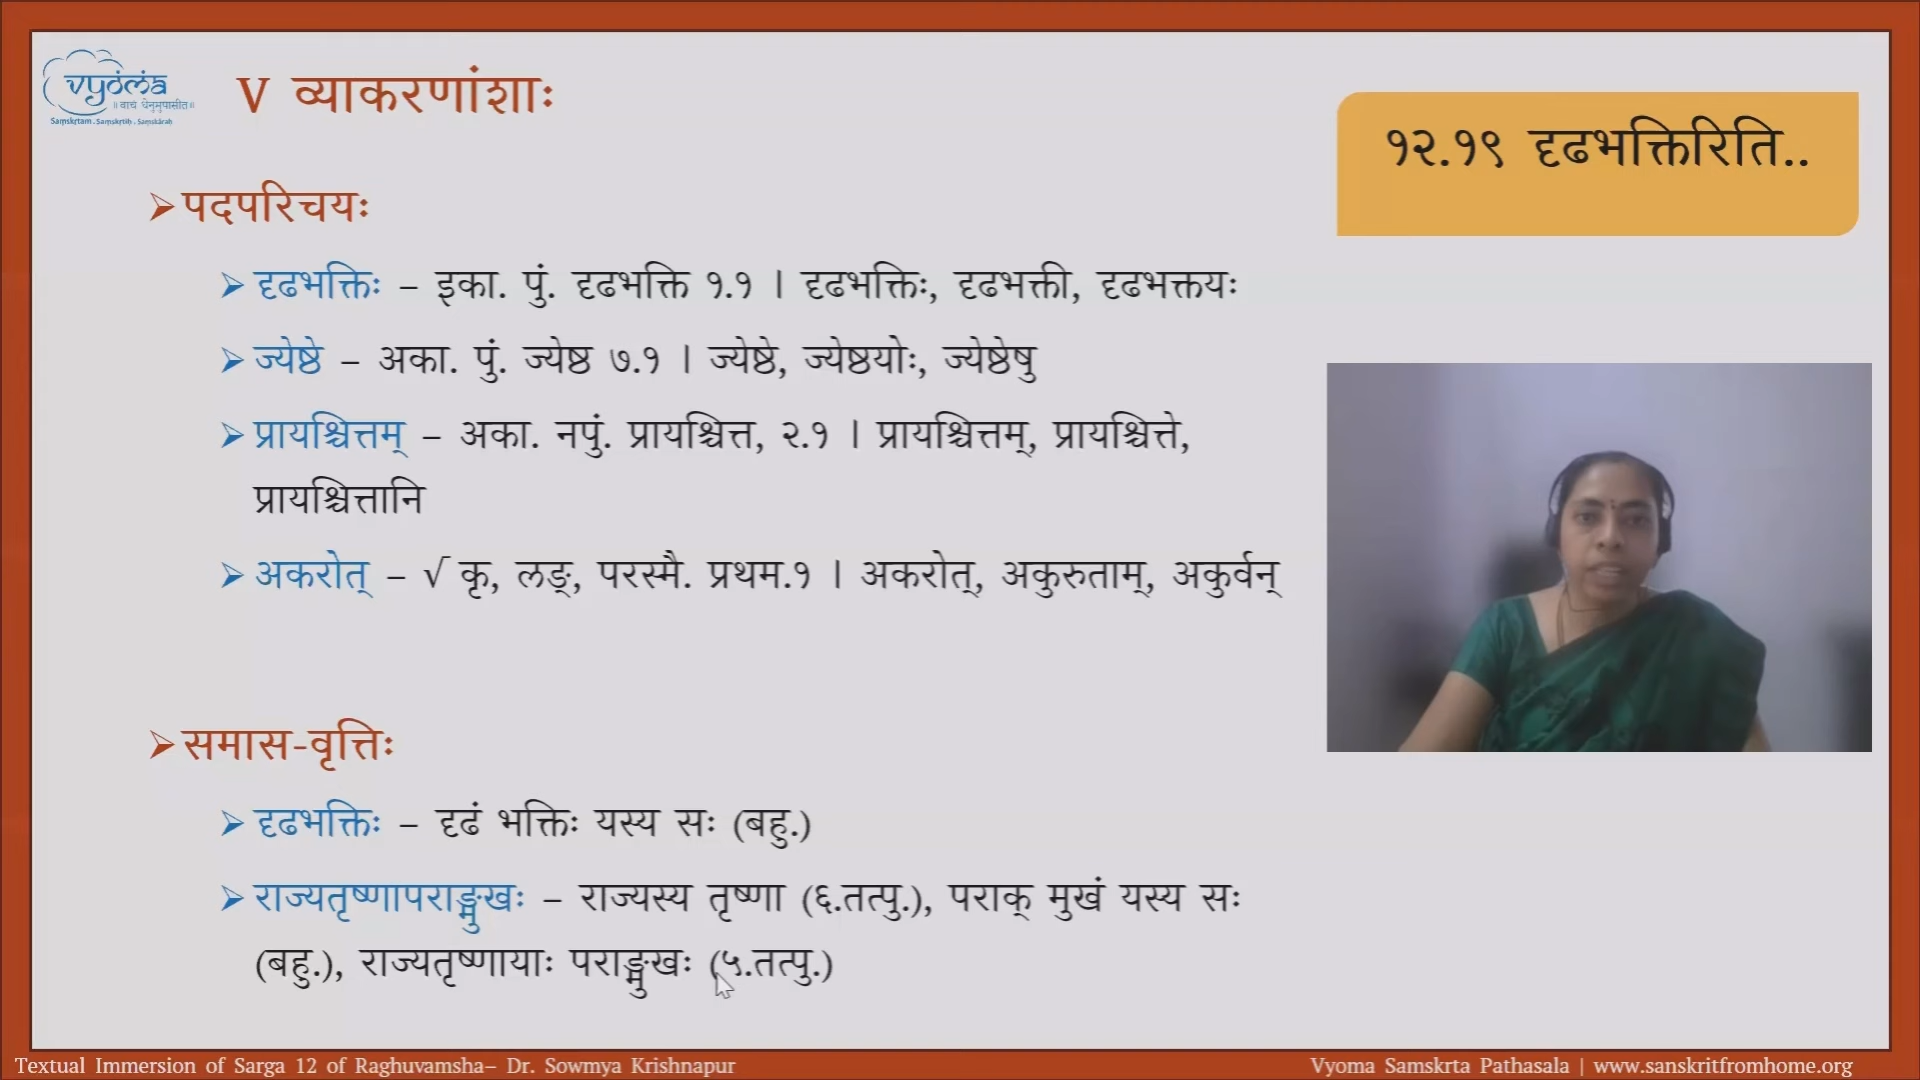 vyoma
॥ वाचं धेनुमुपासीत॥
Saṃskṛtam . Saṃskṛtiḥ . Saṃskāraḥ
V व्याकरणांशाः
१२.१९ दृढभक्तिरिति..
पदपरिचयः
दृढभक्तिः – इका. पुं. दृढभक्ति १.१ । दृढभक्तिः, दृढभक्ती, दृढभक्तयः
ज्येष्ठे – अका. पुं. ज्येष्ठ ७.१ । ज्येष्ठे, ज्येष्ठयोः, ज्येष्ठेषु
प्रायश्चित्तम् – अका. नपुं. प्रायश्चित्त, २.१ । प्रायश्चित्तम्, प्रायश्चित्ते,
प्रायश्चित्तानि
अकरोत् – √ कृ, लङ्, परस्मै. प्रथम.१ । अकरोत्, अकुरुताम्, अकुर्वन्
समास-वृत्तिः
दृढभक्तिः – दृढं भक्तिः यस्य सः (बहु.)
राज्यतृष्णापराङ्मुखः – राज्यस्य तृष्णा (६.तत्पु.), पराक् मुखं यस्य सः
(बहु.), राज्यतृष्णायाः पराङ्मुखः (५.तत्पु.)
Textual Immersion of Sarga 12 of Raghuvamsha– Dr. Sowmya Krishnapur
Vyoma Samskrta Pathasala | www.sanskritfromhome.org